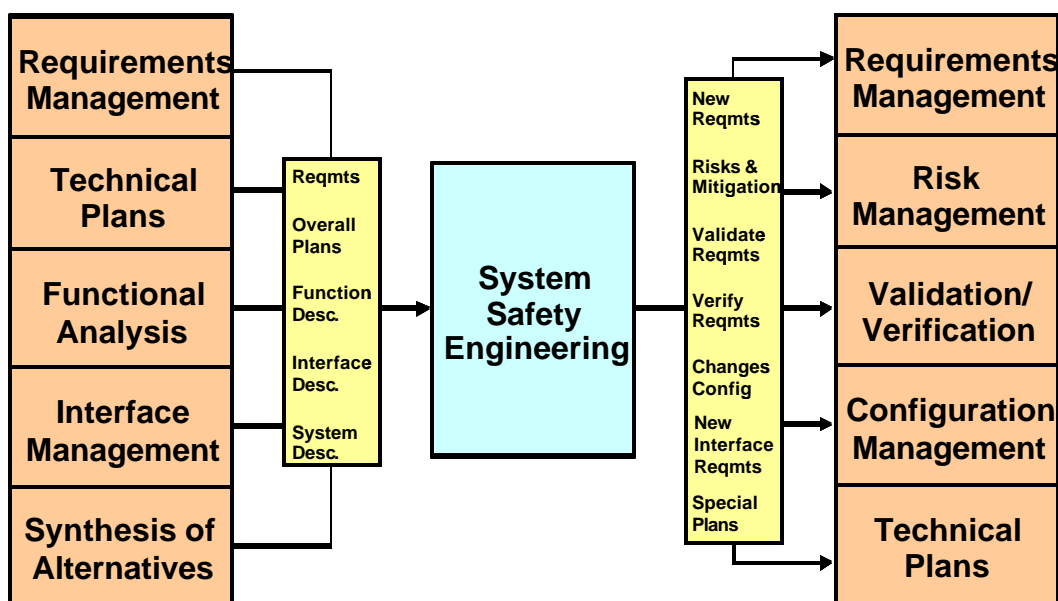 Requirements
Management
Technical
Plans
Functional
Analysis
Interface
Management
Synthesis of
Alternatives
Reqmts
Overall
Plans
Function
Desc.
Interface
Desc.
System
Desc.
System
Safety
Engineering
New
Reqmts
Risks &
Mitigation
Validate
Reqmts
Verify
Reqmts
Changes
Config
New
Interface
Reqmts
Special
Plans
Requirements
Management
Risk
Management
Validation/
Verification
Configuration
Management
Technical
Plans